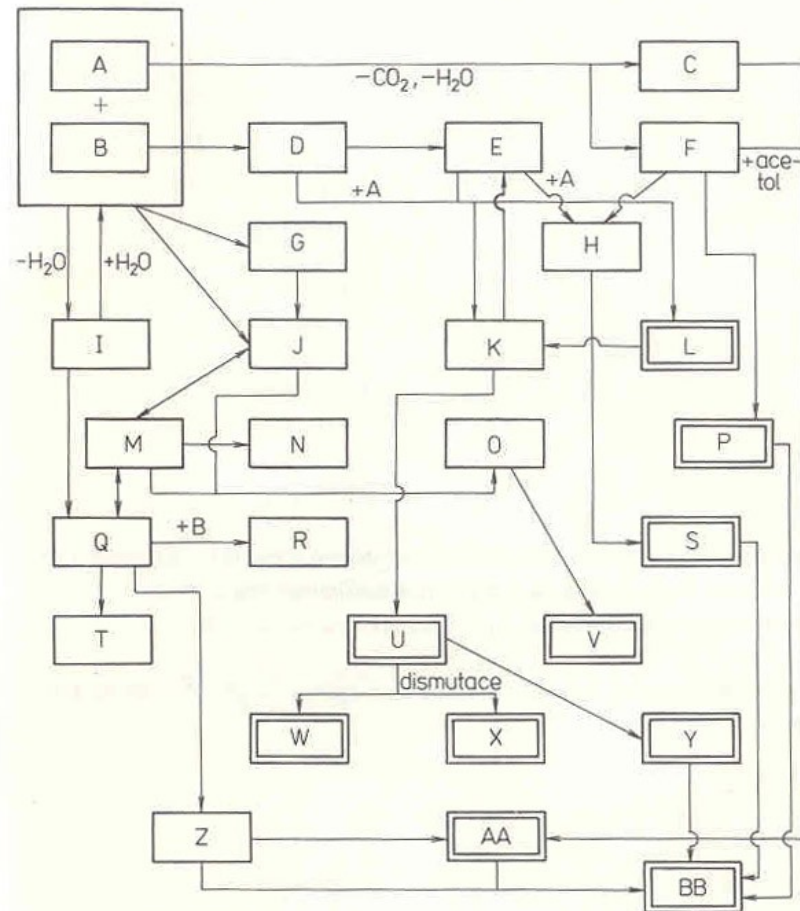 A
C
−CO₂, −H₂O
+
B
D
E
F
+A
+A
+ace-
tol
G
H
−H₂O
+H₂O
I
J
K
L
M
N
O
P
Q
+B
R
S
T
U
V
dismutace
W
X
Y
Z
AA
BB